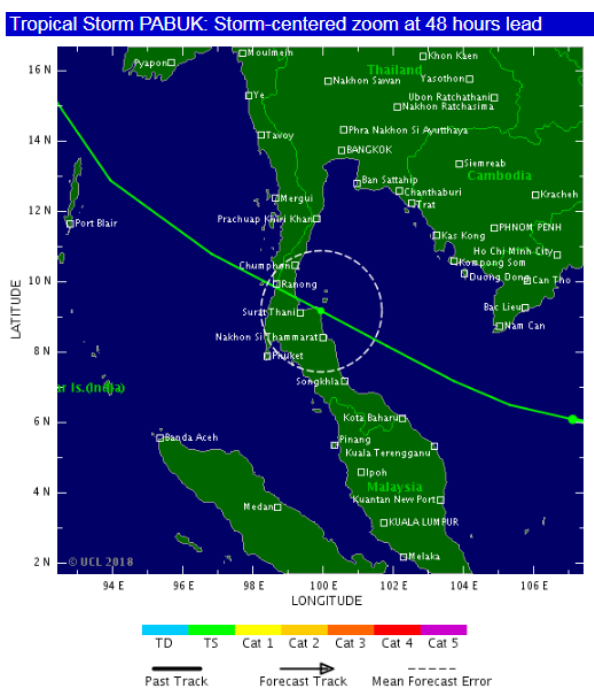 Tropical Storm PABUK: Storm-centered zoom at 48 hours lead
Moulmein
Khon Kaen
Pyapon
16 N
Thailand
Nakhon Sawan
Yasothon
Ye
Ubon Ratchathani
Nakhon Ratchasima
14 N
Tavoy
Phra Nakhon Si Ayutthaya
BANGKOK
Siemreab
Cambodia
Ban Sattahip
Chanthaburi
Kracheh
Mergui
Trat
12 N
Port Blair
Prachuap Khiri Khan
PHNOM PENH
Kas Kong
Ho Chi Minh City
Kompong Som
Chumphon
Duong Dong
Can Tho
10 N
Ranong
Surat Thani
Bac Lieu
Nam Can
Nakhon Si Thammarat
8 N
Phuket
Songkhla
ar Is.(India)
Kota Baharu
6 N
Banda Aceh
Pinang
Kuala Terengganu
Ipoh
Malaysia
4 N
Medan
Kuantan New Port
KUALA LUMPUR
2 N
© UCL 2018
Melaka
LATITUDE
94 E 96 E 98 E 100 E 102 E 104 E 106 E
LONGITUDE
TD TS Cat 1 Cat 2 Cat 3 Cat 4 Cat 5
Past Track Forecast Track Mean Forecast Error